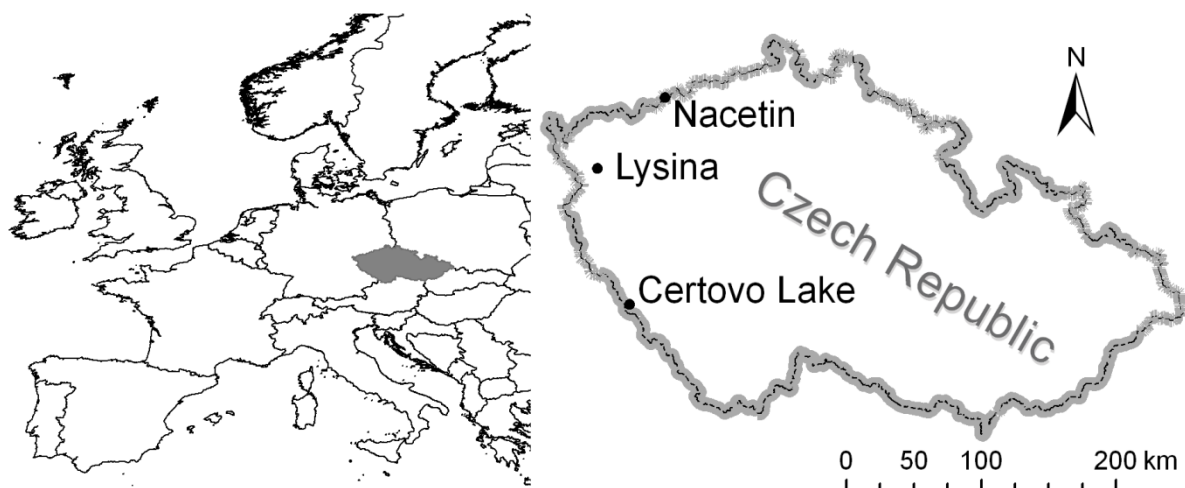 N
Nacetin
Lysina
Czech Republic
Certovo Lake
0 50 100 200 km